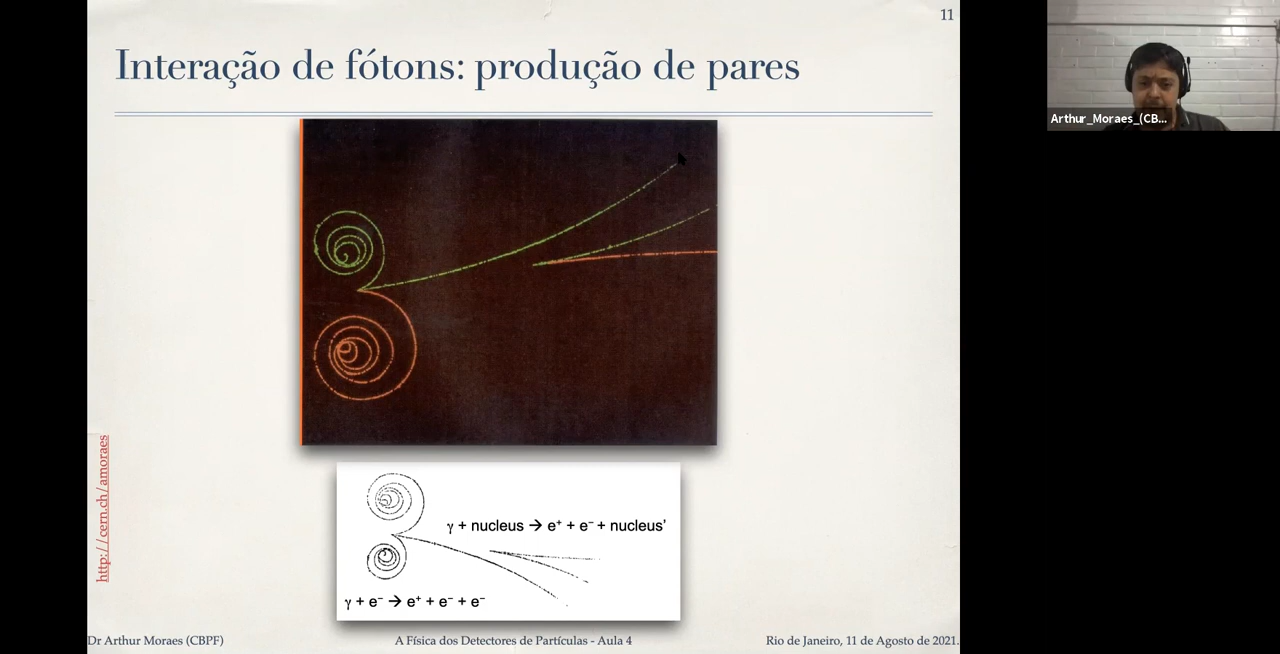 11
Interação de fótons: produção de pares
Arthur_Moraes_(CB...
http://cern.ch/amoraes
γ + nucleus → e⁺ + e⁻ + nucleus'
γ + e⁻ → e⁺ + e⁻ + e⁻
Dr Arthur Moraes (CBPF)
A Física dos Detectores de Partículas - Aula 4
Rio de Janeiro, 11 de Agosto de 2021.